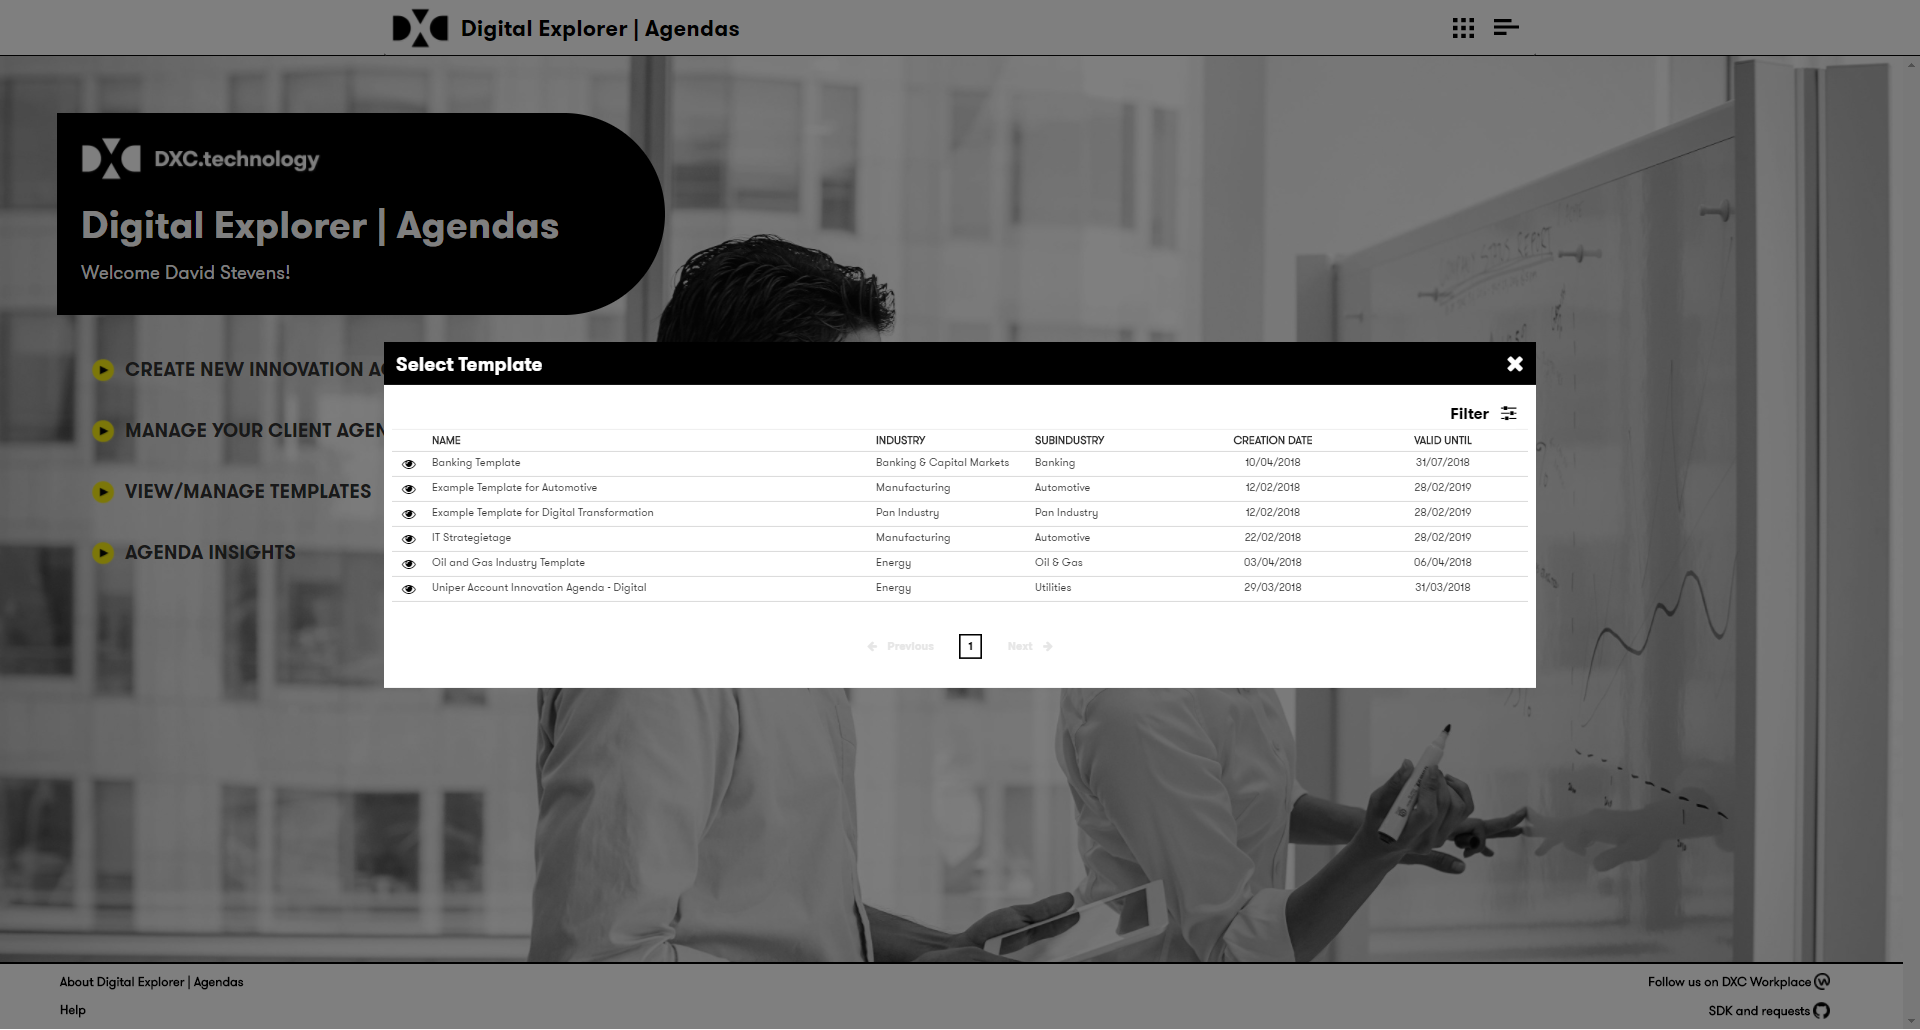 Digital Explorer | Agendas
DXC.technology
Digital Explorer | Agendas
Welcome David Stevens!
CREATE NEW INNOVATION
MANAGE YOUR CLIENT
VIEW/MANAGE TEMPLATES
AGENDA INSIGHTS
Select Template
Filter
NAME INDUSTRY SUBINDUSTRY CREATION DATE VALID UNTIL
Banking Template Banking & Capital Markets Banking 10/04/2018 31/07/2018
Example Template for Automotive Manufacturing Automotive 12/02/2018 28/02/2019
Example Template for Digital Transformation Pan Industry Pan Industry 12/02/2018 28/02/2019
IT Strategietage Manufacturing Automotive 22/02/2018 28/02/2019
Oil and Gas Industry Template Energy Oil & Gas 03/04/2018 06/04/2018
Uniper Account Innovation Agenda - Digital Energy Utilities 29/03/2018 31/03/2018
Previous 1 Next
About Digital Explorer | Agendas
Help
Follow us on DXC Workplace
SDK and requests